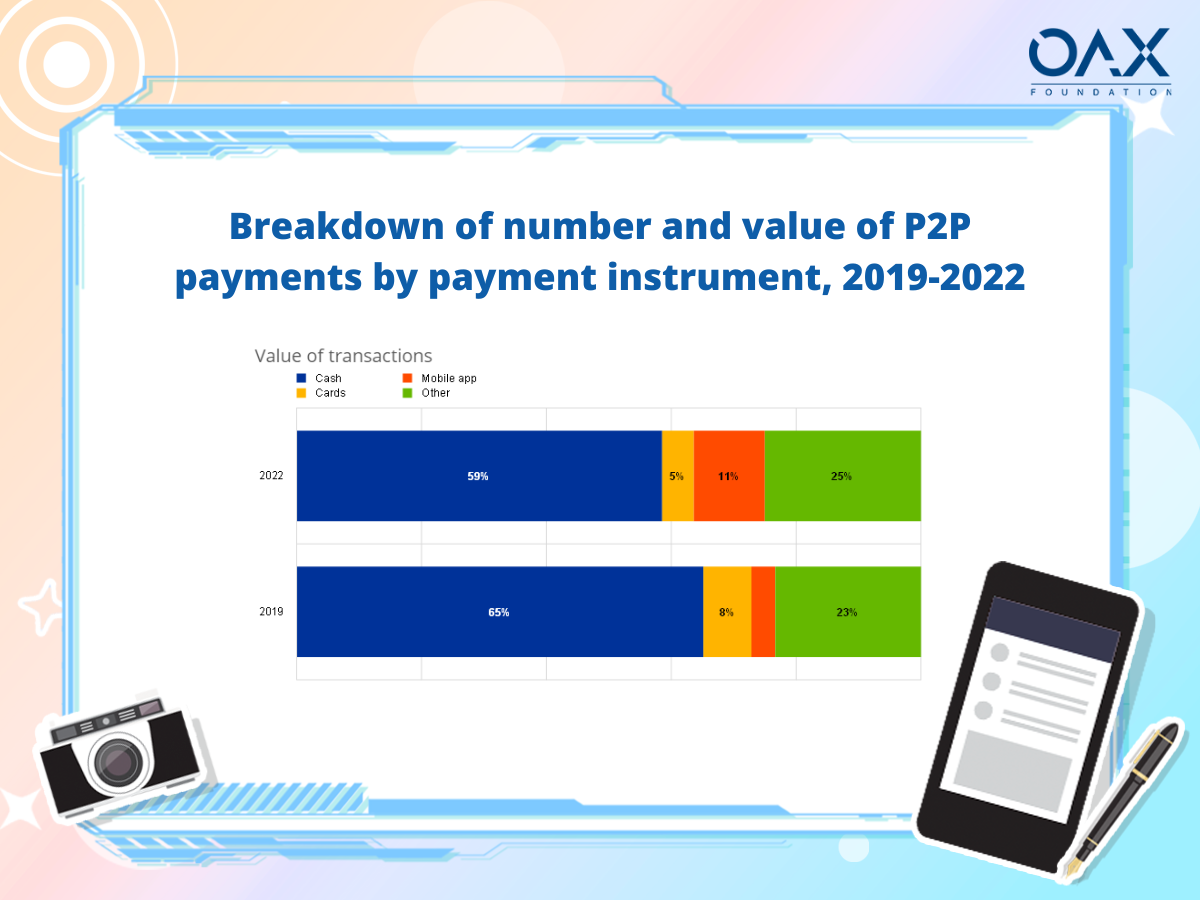 OAX
FOUNDATION
Breakdown of number and value of P2P
payments by payment instrument, 2019-2022
Value of transactions
Cash
Mobile app
Cards
Other
2022
59%
5%
11%
25%
2019
65%
8%
23%